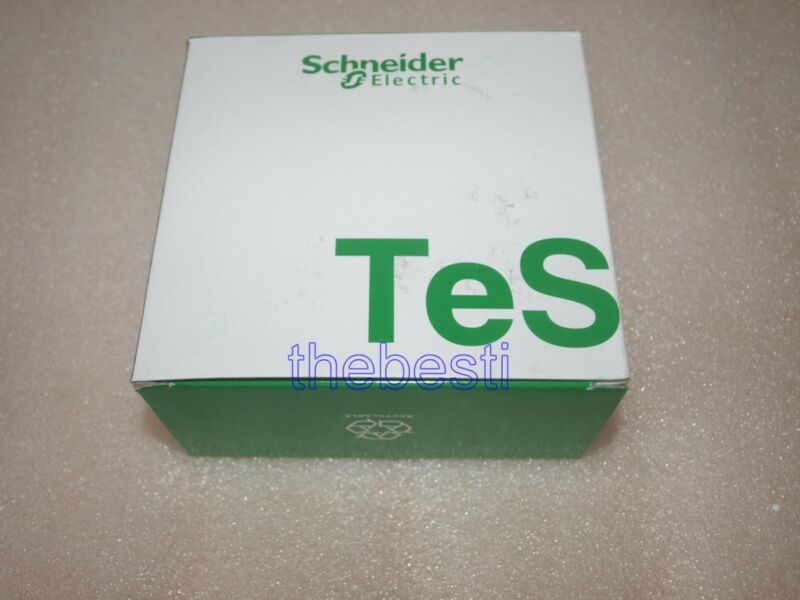 Schneider
Electric
TeS
thebesti
RECYCLABLE